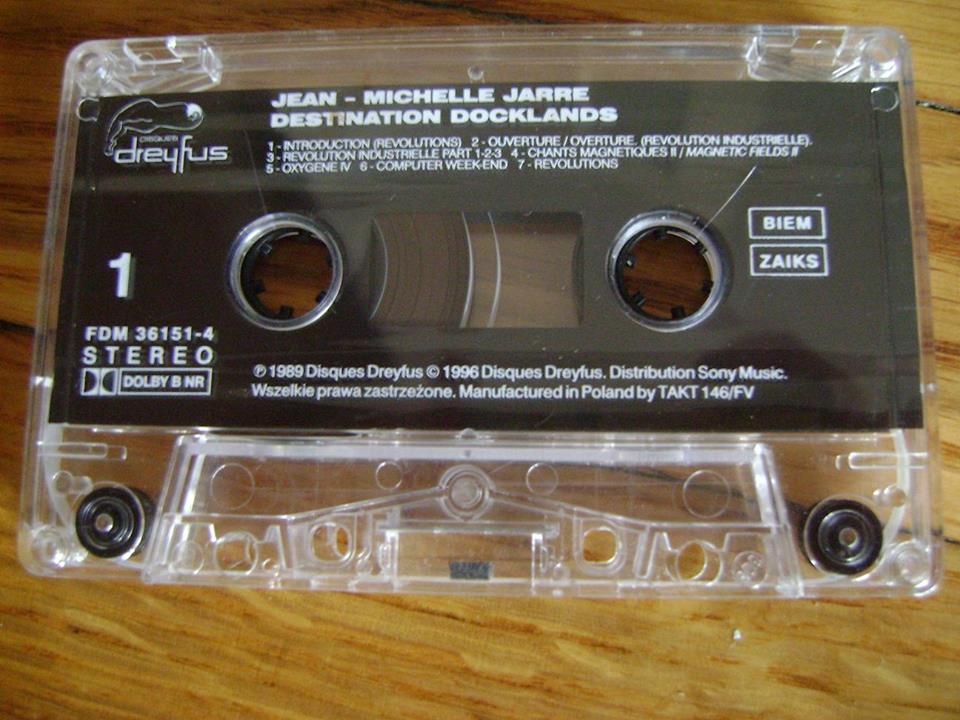 JEAN - MICHELLE JARRE
DESTINATION DOCKLANDS
DISQUES
dreyfus
1 - INTRODUCTION (REVOLUTIONS) 2 - OUVERTURE / OVERTURE. (REVOLUTION INDUSTRIELLE).
3 - REVOLUTION INDUSTRIELLE PART 1-2-3 4 - CHANTS MAGNETIQUES II / MAGNETIC FIELDS II
5 - OXYGENE IV 6 - COMPUTER WEEK-END 7 - REVOLUTIONS
BIEM
ZAIKS
1
FDM 36151-4
STEREO
DOLBY B NR
℗ 1989 Disques Dreyfus © 1996 Disques Dreyfus. Distribution Sony Music.
Wszelkie prawa zastrzeżone. Manufactured in Poland by TAKT 146/FV